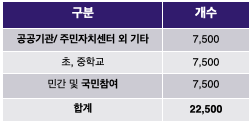 구분 개수
공공기관/ 주민자치센터 외 기타 7,500
초, 중학교 7,500
민간 및 국민참여 7,500
합계 22,500